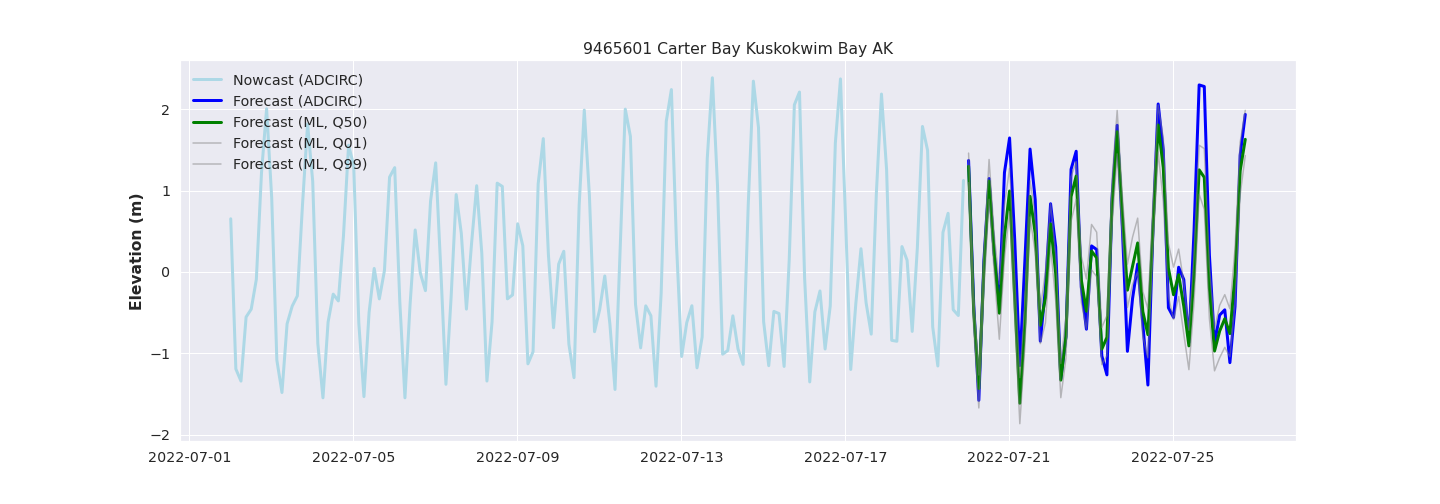 9465601 Carter Bay Kuskokwim Bay AK
Nowcast (ADCIRC)
Forecast (ADCIRC)
Forecast (ML, Q50)
Forecast (ML, Q01)
Forecast (ML, Q99)
Elevation (m)
2
1
0
−1
−2
2022-07-01
2022-07-05
2022-07-09
2022-07-13
2022-07-17
2022-07-21
2022-07-25